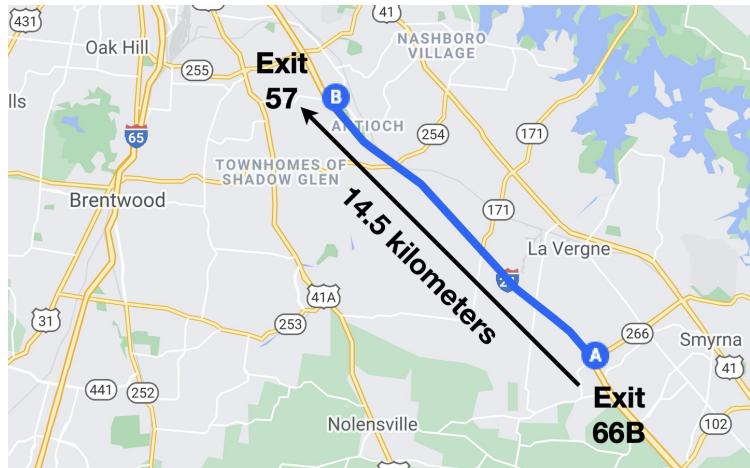 431
41
Oak Hill
NASHBORO
VILLAGE
255
Exit
57
B
lls
65
ANTIOCH
254
171
TOWNHOMES OF
SHADOW GLEN
Brentwood
171
14.5 kilometers
La Vergne
41A
31
253
A
266
Smyrna
41
441
252
Exit
66B
Nolensville
102